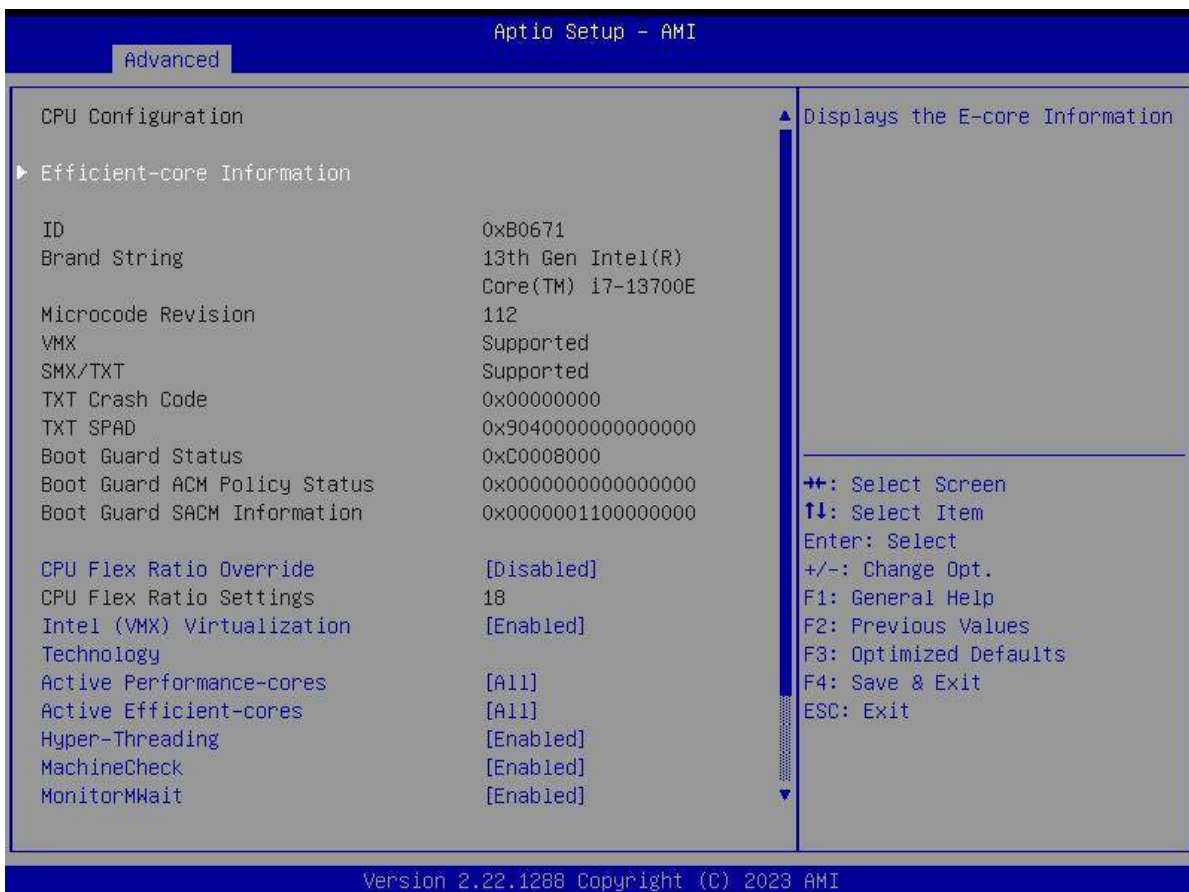 Aptio Setup - AMI
Advanced
CPU Configuration
Efficient-core Information
ID 0xB0671
Brand String 13th Gen Intel(R)
Core(TM) i7-13700E
Microcode Revision 112
VMX Supported
SMX/TXT Supported
TXT Crash Code 0x00000000
TXT SPAD 0x9040000000000000
Boot Guard Status 0xC0008000
Boot Guard ACM Policy Status 0x0000000000000000
Boot Guard SACM Information 0x0000001100000000
CPU Flex Ratio Override [Disabled]
CPU Flex Ratio Settings 18
Intel (VMX) Virtualization [Enabled]
Technology
Active Performance-cores [All]
Active Efficient-cores [All]
Hyper-Threading [Enabled]
MachineCheck [Enabled]
MonitorMWait [Enabled]
Displays the E-core Information
→←: Select Screen
↑↓: Select Item
Enter: Select
+/-: Change Opt.
F1: General Help
F2: Previous Values
F3: Optimized Defaults
F4: Save & Exit
ESC: Exit
Version 2.22.1288 Copyright (C) 2023 AMI